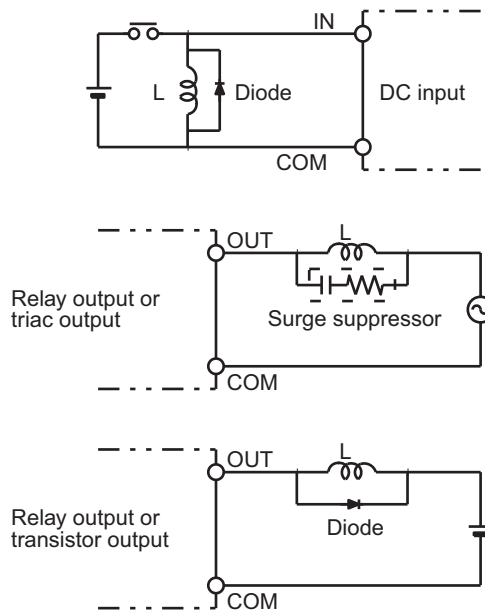 IN
L
Diode
DC input
COM
OUT
L
Relay output or
triac output
Surge suppressor
COM
OUT
L
Relay output or
transistor output
Diode
COM